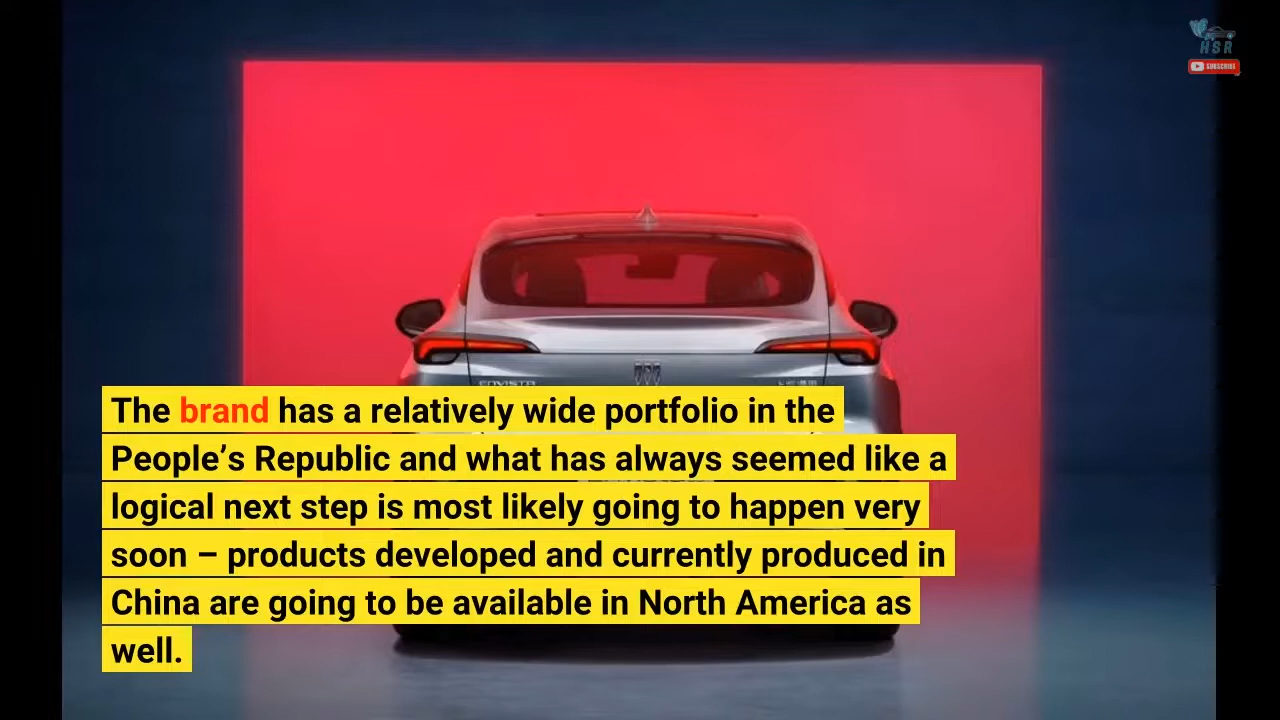 HSR
SUBSCRIBE
ENVISTA
The brand has a relatively wide portfolio in the
People’s Republic and what has always seemed like a
logical next step is most likely going to happen very
soon – products developed and currently produced in
China are going to be available in North America as
well.